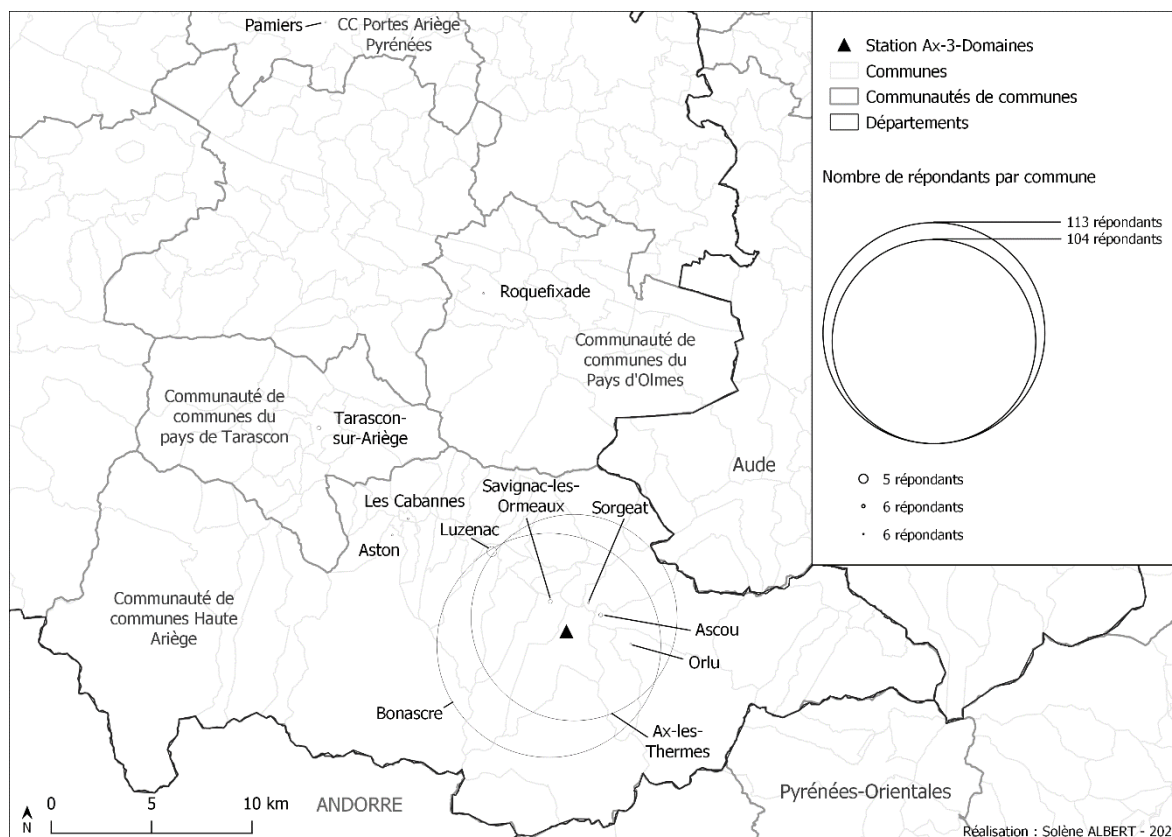 Pamiers
CC Portes Ariège
Pyrénées
Roquefixade
Communauté de
communes du
Pays d'Olmes
Communauté de
communes du
pays de Tarascon
Tarascon-
sur-Ariège
Aude
Les Cabannes
Savignac-les-
Ormeaux
Sorgeat
Luzenac
Aston
Communauté de
communes Haute
Ariège
Ascou
Orlu
Bonascre
Ax-les-
Thermes
Pyrénées-Orientales
ANDORRE
N
0 5 10 km
Station Ax-3-Domaines
Communes
Communautés de communes
Départements
Nombre de répondants par commune
113 répondants
104 répondants
5 répondants
6 répondants
6 répondants
Réalisation : Solène ALBERT - 202